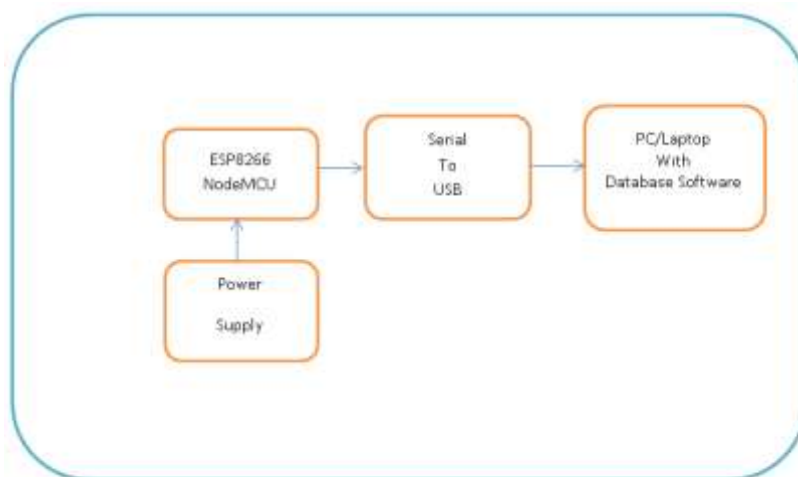 ESP8266
NodeMCU
Serial
To
USB
PC/Laptop
With
Database Software
Power
Supply